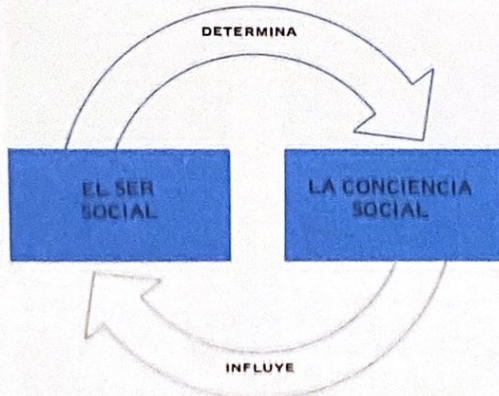 DETERMINA
EL SER
SOCIAL
LA CONCIENCIA
SOCIAL
INFLUYE